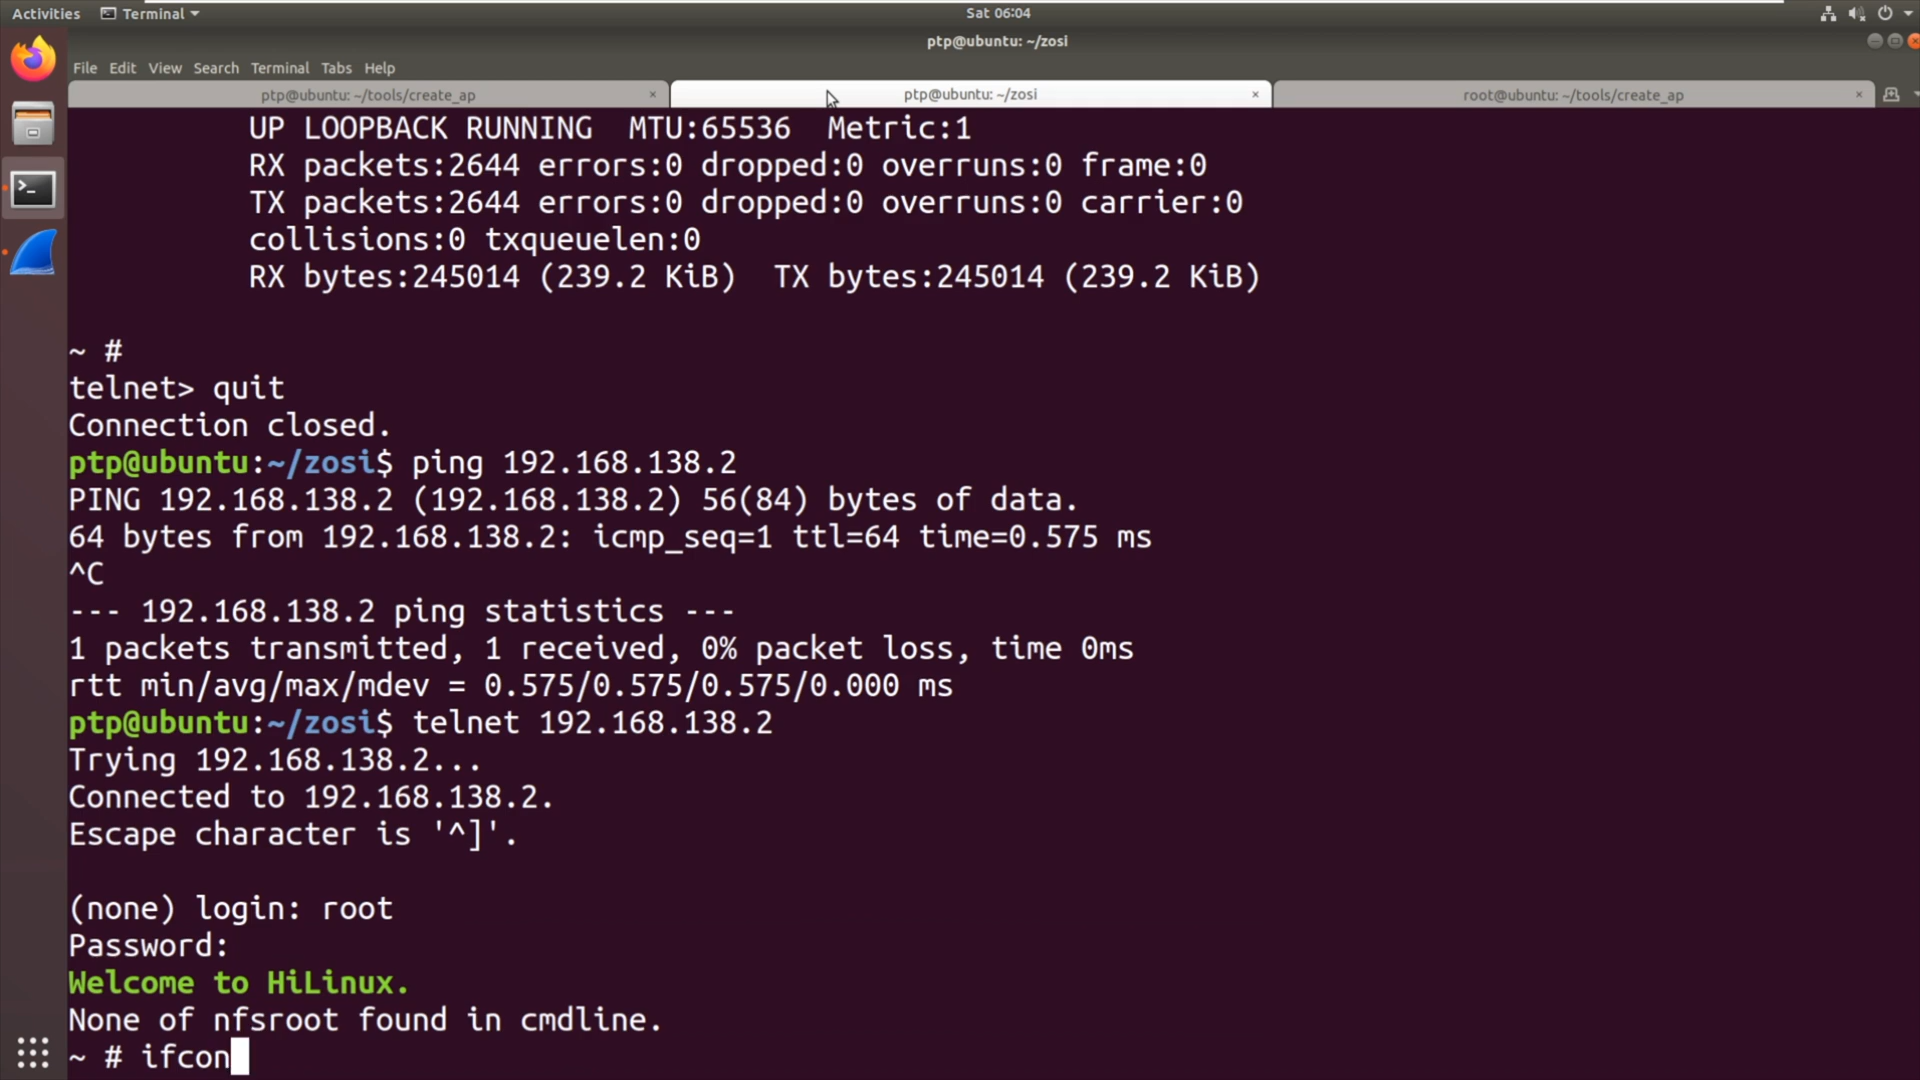 Activities Terminal Sat 06:04
ptp@ubuntu: ~/zosi
File Edit View Search Terminal Tabs Help
ptp@ubuntu: ~/tools/create_ap × ptp@ubuntu: ~/zosi × root@ubuntu: ~/tools/create_ap ×
UP LOOPBACK RUNNING  MTU:65536  Metric:1
RX packets:2644 errors:0 dropped:0 overruns:0 frame:0
TX packets:2644 errors:0 dropped:0 overruns:0 carrier:0
collisions:0 txqueuelen:0
RX bytes:245014 (239.2 KiB)  TX bytes:245014 (239.2 KiB)
~ #
telnet> quit
Connection closed.
ptp@ubuntu:~/zosi$ ping 192.168.138.2
PING 192.168.138.2 (192.168.138.2) 56(84) bytes of data.
64 bytes from 192.168.138.2: icmp_seq=1 ttl=64 time=0.575 ms
^C
--- 192.168.138.2 ping statistics ---
1 packets transmitted, 1 received, 0% packet loss, time 0ms
rtt min/avg/max/mdev = 0.575/0.575/0.575/0.000 ms
ptp@ubuntu:~/zosi$ telnet 192.168.138.2
Trying 192.168.138.2...
Connected to 192.168.138.2.
Escape character is '^]'.
(none) login: root
Password:
Welcome to HiLinux.
None of nfsroot found in cmdline.
~ # ifcon